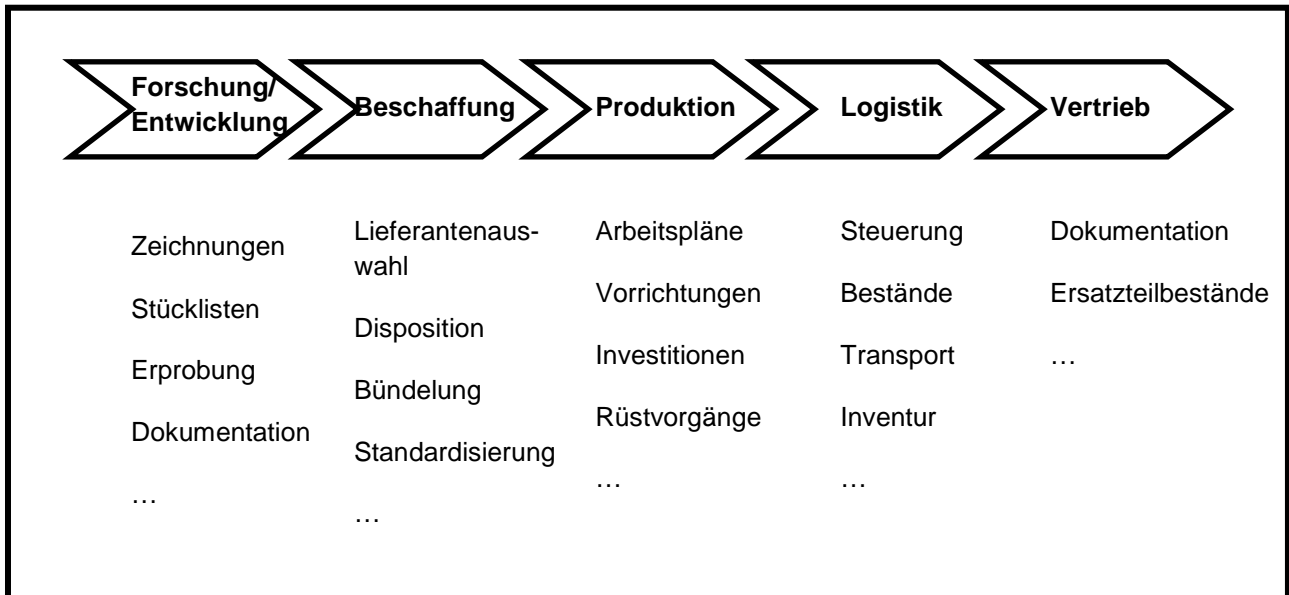 Forschung/
Entwicklung
Beschaffung
Produktion
Logistik
Vertrieb
Zeichnungen
Stücklisten
Erprobung
Dokumentation
…
Lieferantenaus-
wahl
Disposition
Bündelung
Standardisierung
…
Arbeitspläne
Vorrichtungen
Investitionen
Rüstvorgänge
…
Steuerung
Bestände
Transport
Inventur
…
Dokumentation
Ersatzteilbestände
…